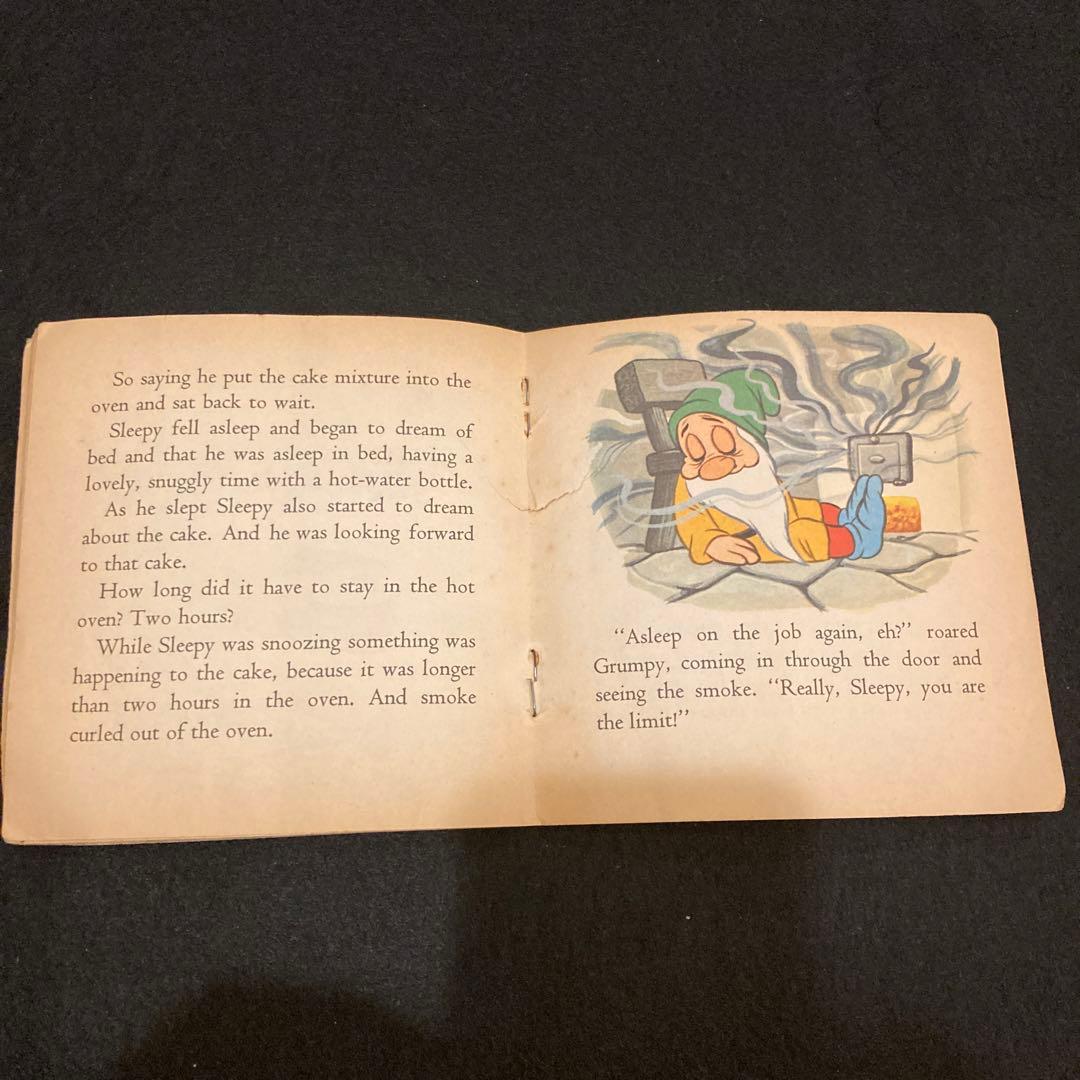 So saying he put the cake mixture into the
oven and sat back to wait.
Sleepy fell asleep and began to dream of
bed and that he was asleep in bed, having a
lovely, snuggly time with a hot-water bottle.
As he slept Sleepy also started to dream
about the cake. And he was looking forward
to that cake.
How long did it have to stay in the hot
oven? Two hours?
While Sleepy was snoozing something was
happening to the cake, because it was longer
than two hours in the oven. And smoke
curled out of the oven.
“Asleep on the job again, eh?” roared
Grumpy, coming in through the door and
seeing the smoke. “Really, Sleepy, you are
the limit!”